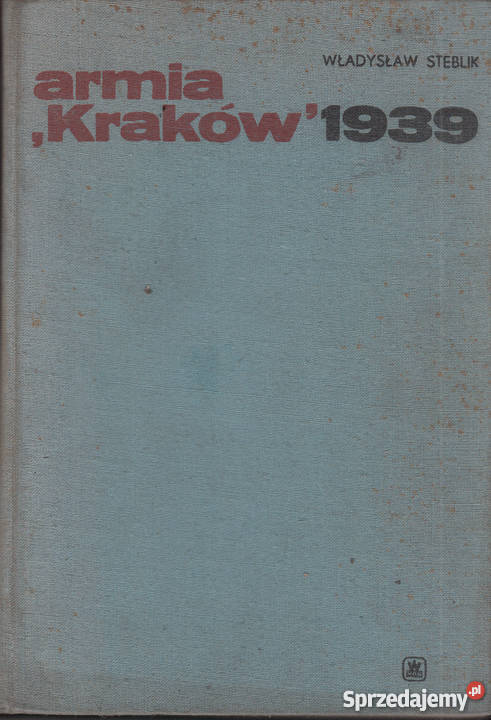 WŁADYSŁAW STEBLIK
armia
‚Kraków’ 1939
Sprzedajemy.pl